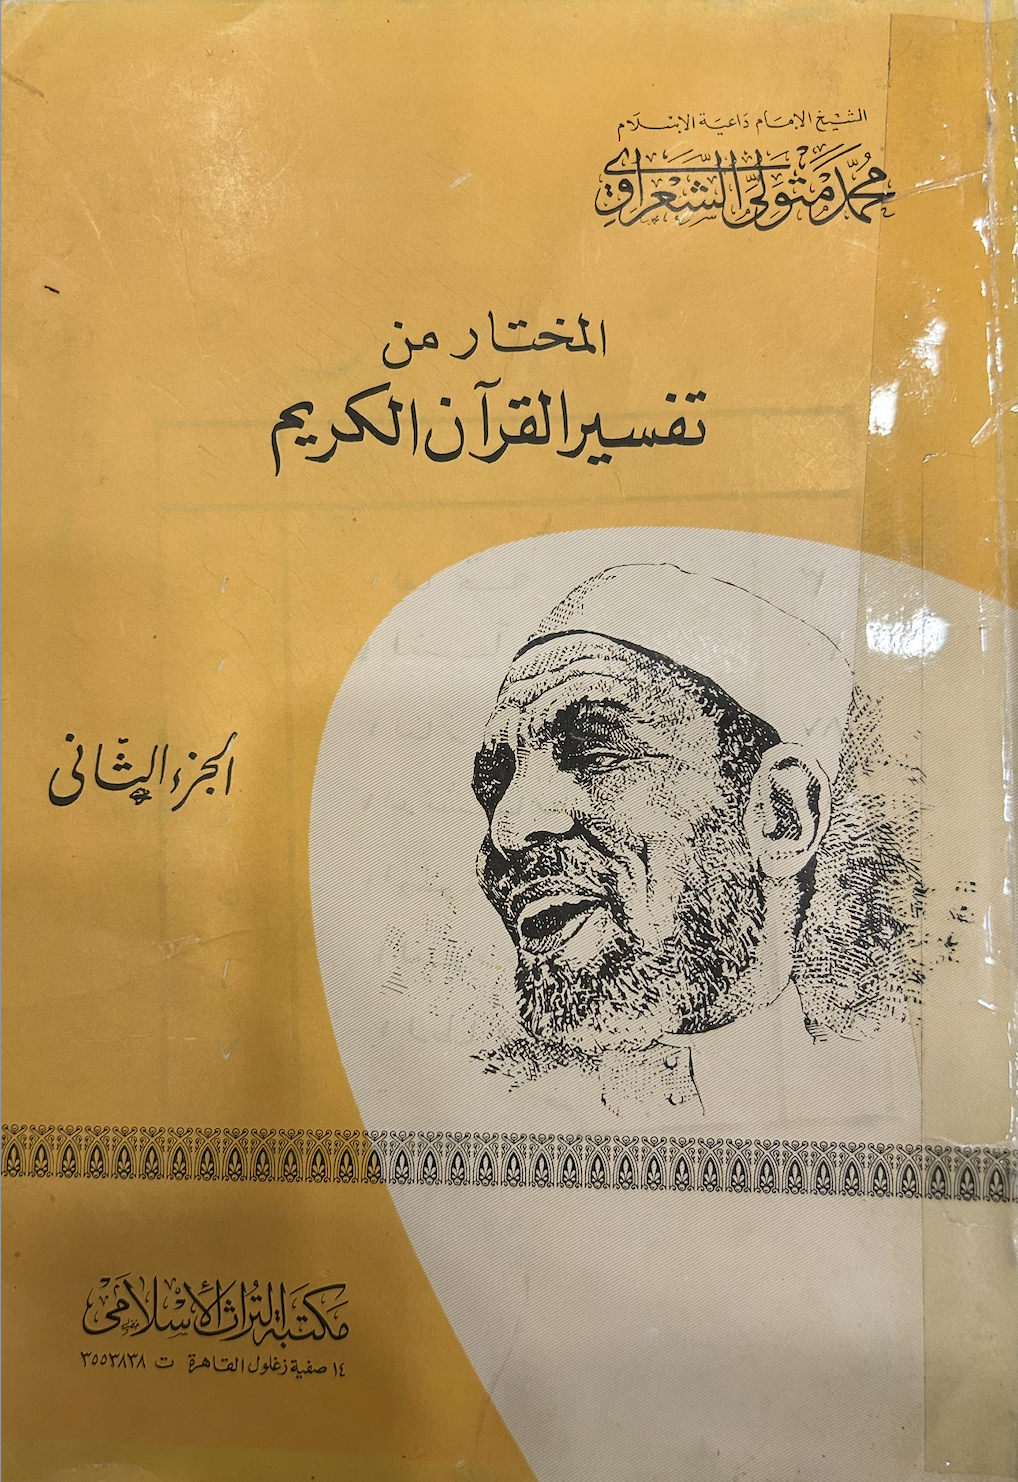 الشيخ الإمام داعية الإسلام
محمد متولي الشعراوي
المختار من
تفسير القرآن الكريم
الجزء الثاني
مكتبة التراث الإسلامي
١٤ صفية زغلول القاهرة ت ٣٥٥٣٨٣٨